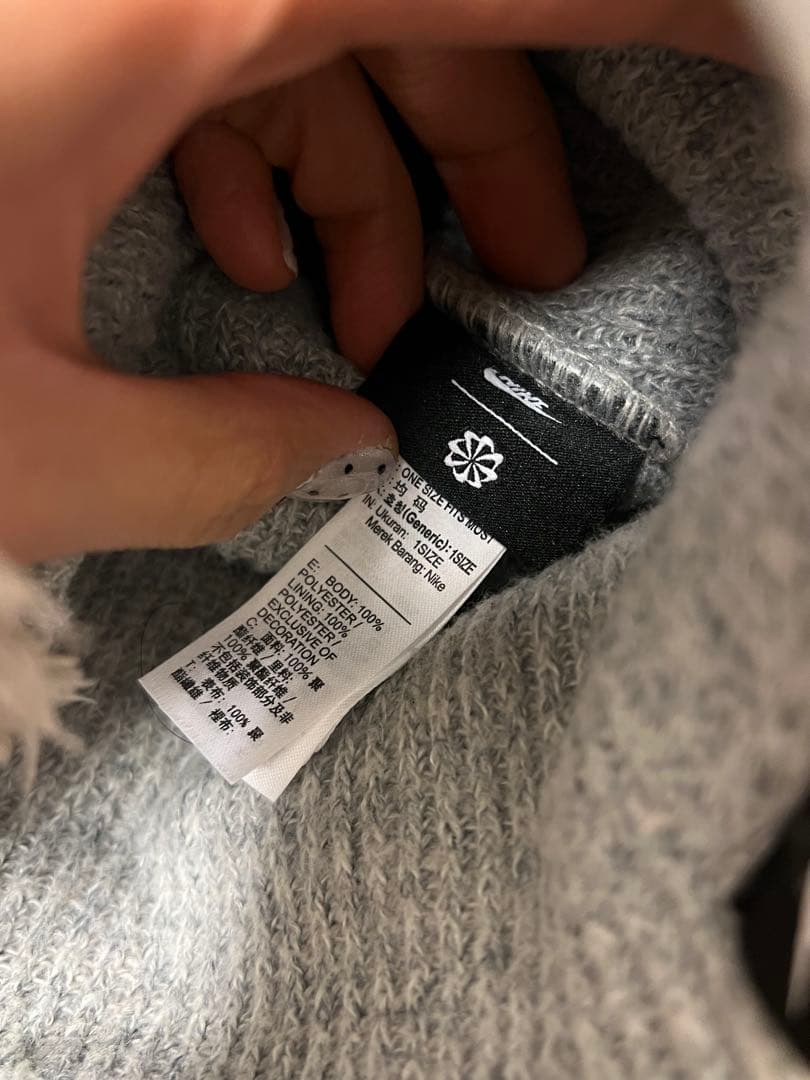 NIKE
: ONE SIZE FITS MOST
: 均 码
K: 호칭(Generic): 1SIZE
IN: Ukuran: 1SIZE
Merek Barang: Nike
E: BODY: 100%
POLYESTER /
LINING: 100%
POLYESTER /
EXCLUSIVE OF
DECORATION
C: 面料: 100% 聚
酯纤维 / 里料:
100% 聚酯纤维 /
不包括装饰部分及非
纤维物质
T: 表布: 100% 聚
酯纖維 / 裡布: